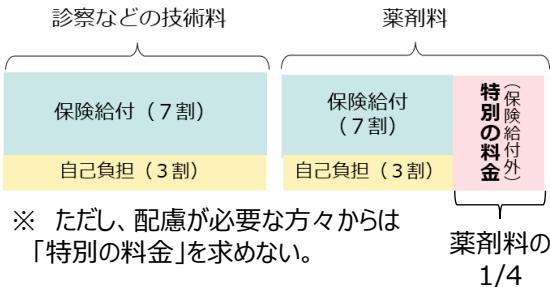 診察などの技術料
薬剤料
保険給付（７割）
自己負担（３割）
保険給付
（７割）
自己負担（３割）
特別の料金
（保険給付外）
※　ただし、配慮が必要な方々からは
「特別の料金」を求めない。
薬剤料の
1/4